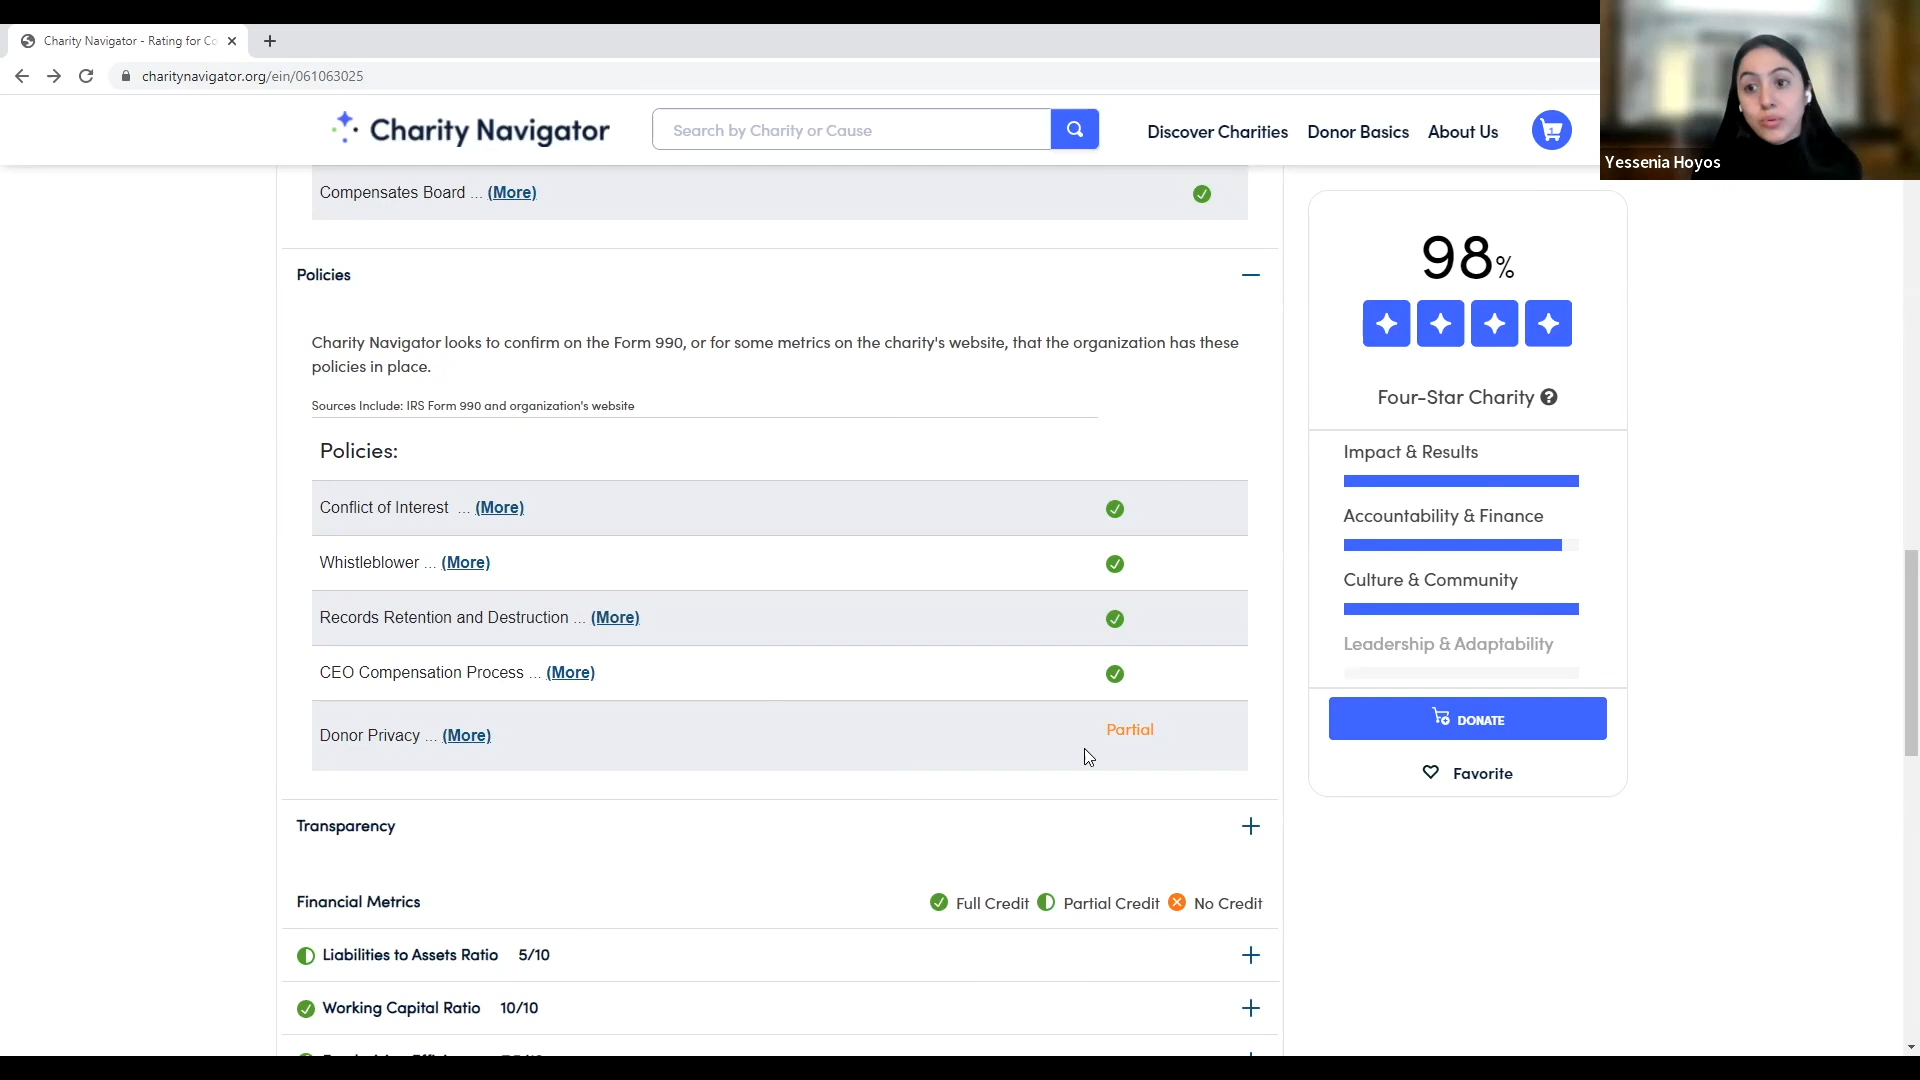 Charity Navigator - Rating for Co
charitynavigator.org/ein/061063025
Charity Navigator
Search by Charity or Cause
Discover Charities
Donor Basics
About Us
1
Yessenia Hoyos
Compensates Board ... (More)
Policies
Charity Navigator looks to confirm on the Form 990, or for some metrics on the charity's website, that the organization has these
policies in place.
Sources Include: IRS Form 990 and organization's website
Policies:
Conflict of Interest ... (More)
Whistleblower ... (More)
Records Retention and Destruction ... (More)
CEO Compensation Process ... (More)
Donor Privacy ... (More)
Partial
Transparency
Financial Metrics
Full Credit
Partial Credit
No Credit
Liabilities to Assets Ratio 5/10
Working Capital Ratio 10/10
98%
Four-Star Charity
Impact & Results
Accountability & Finance
Culture & Community
Leadership & Adaptability
DONATE
Favorite